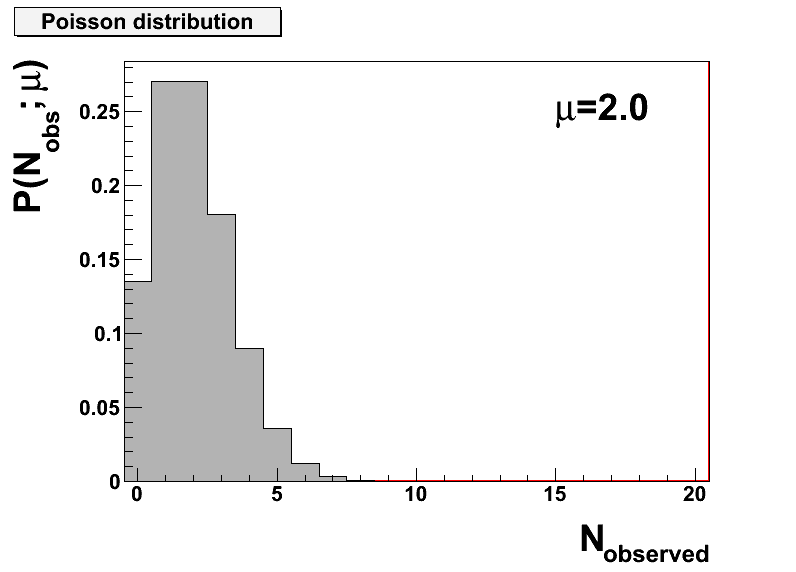 Poisson distribution
P(N_obs; μ)
μ=2.0
0.25
0.2
0.15
0.1
0.05
0
0 5 10 15 20
N_observed